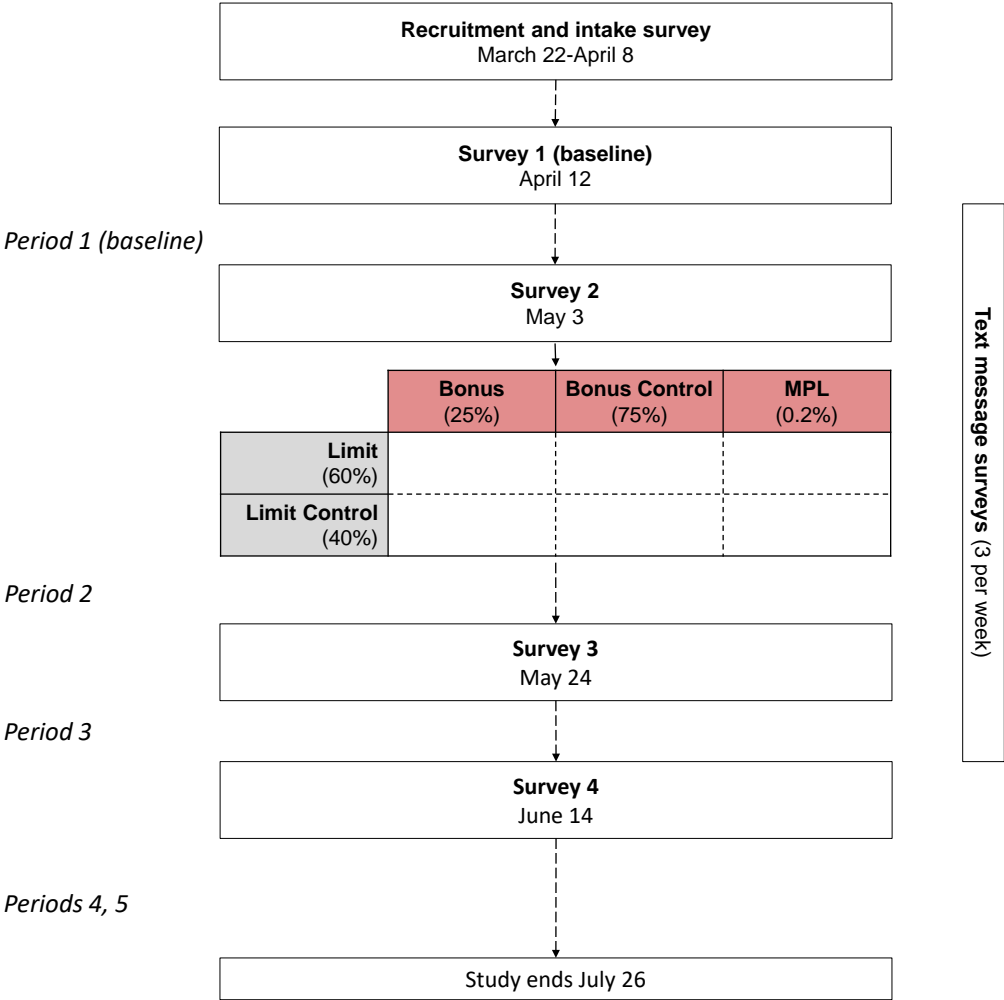 Recruitment and intake survey
March 22-April 8
Survey 1 (baseline)
April 12
Period 1 (baseline)
Survey 2
May 3
Bonus
(25%)
Bonus Control
(75%)
MPL
(0.2%)
Limit
(60%)
Limit Control
(40%)
Period 2
Survey 3
May 24
Period 3
Survey 4
June 14
Periods 4, 5
Study ends July 26
Text message surveys (3 per week)